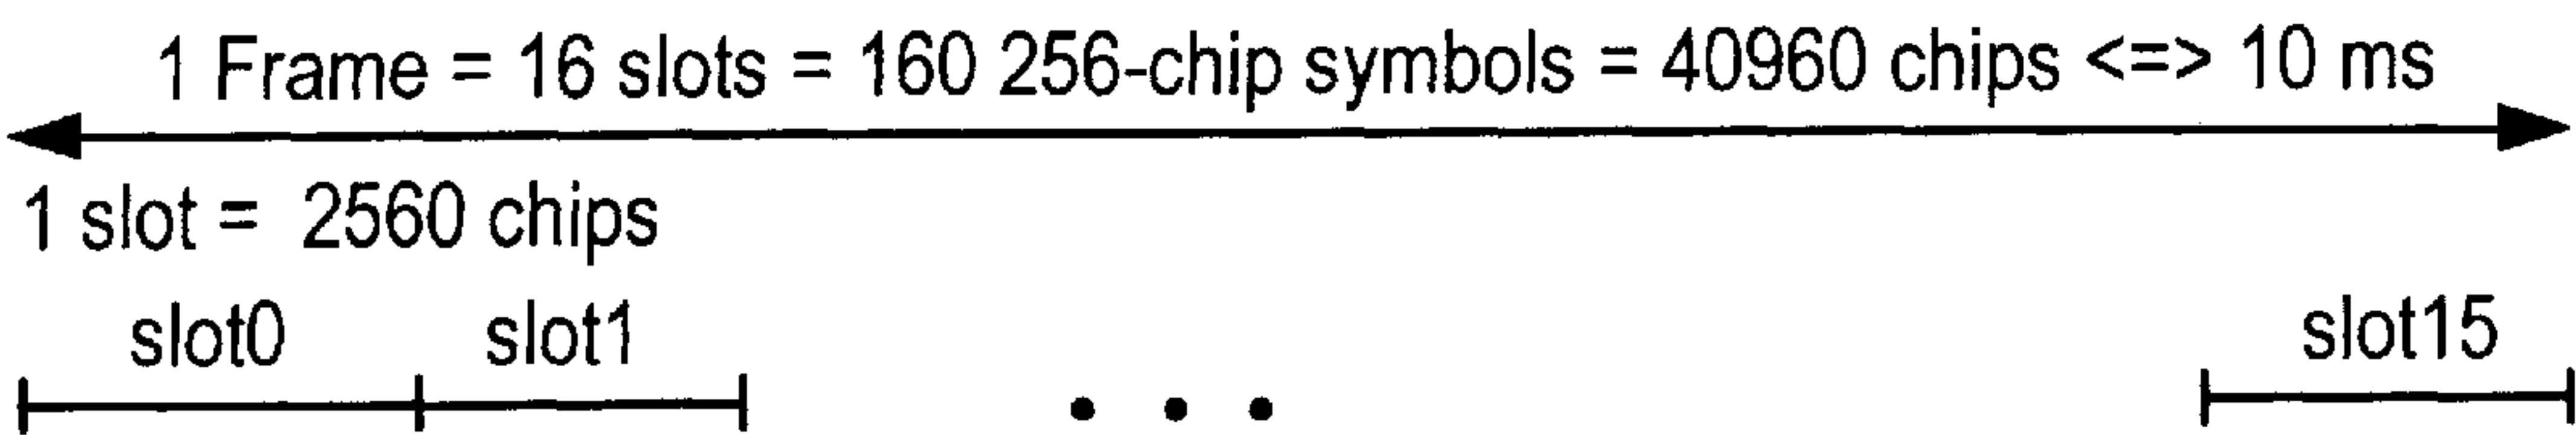 1 Frame = 16 slots = 160 256-chip symbols = 40960 chips <=> 10 ms
1 slot = 2560 chips
slot0 slot1 slot15